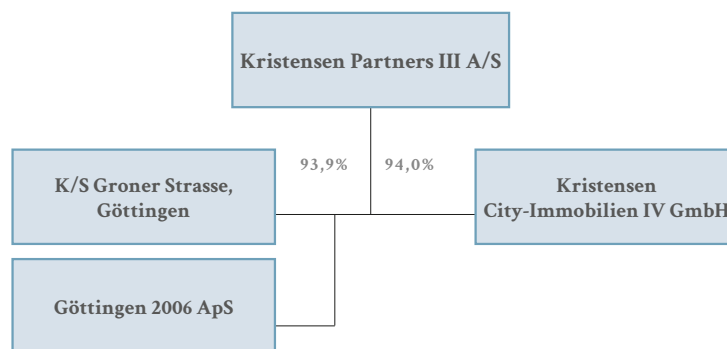 Kristensen Partners III A/S
93,9%
94,0%
K/S Groner Strasse,
Göttingen
Kristensen
City-Immobilien IV GmbH
Göttingen 2006 ApS